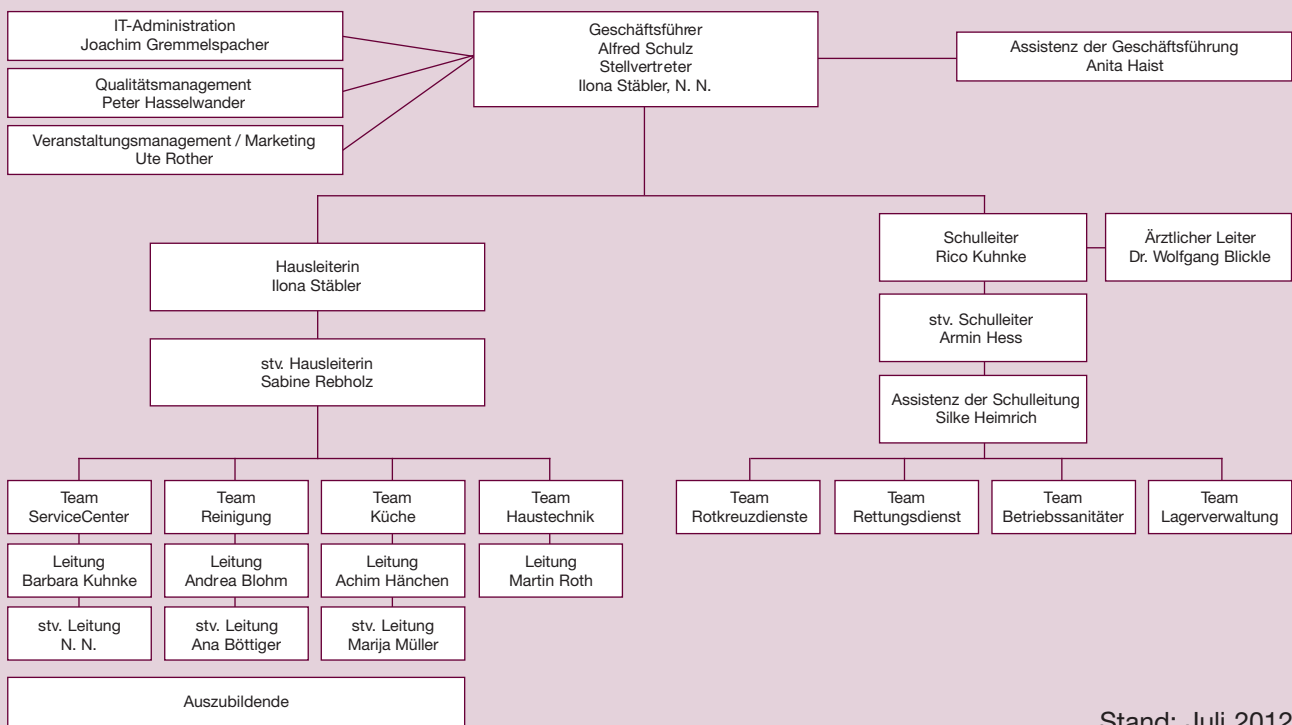 IT-Administration
Joachim Gremmelspacher
Qualitätsmanagement
Peter Hasselwander
Veranstaltungsmanagement / Marketing
Ute Rother
Geschäftsführer
Alfred Schulz
Stellvertreter
Ilona Stäbler, N. N.
Assistenz der Geschäftsführung
Anita Haist
Hausleiterin
Ilona Stäbler
stv. Hausleiterin
Sabine Rebholz
Schulleiter
Rico Kuhnke
Ärztlicher Leiter
Dr. Wolfgang Blickle
stv. Schulleiter
Armin Hess
Assistenz der Schulleitung
Silke Heimrich
Team
ServiceCenter
Team
Reinigung
Team
Küche
Team
Haustechnik
Team
Rotkreuzdienste
Team
Rettungsdienst
Team
Betriebssanitäter
Team
Lagerverwaltung
Leitung
Barbara Kuhnke
Leitung
Andrea Blohm
Leitung
Achim Hänchen
Leitung
Martin Roth
stv. Leitung
N. N.
stv. Leitung
Ana Böttiger
stv. Leitung
Marija Müller
Auszubildende
Stand: Juli 2012